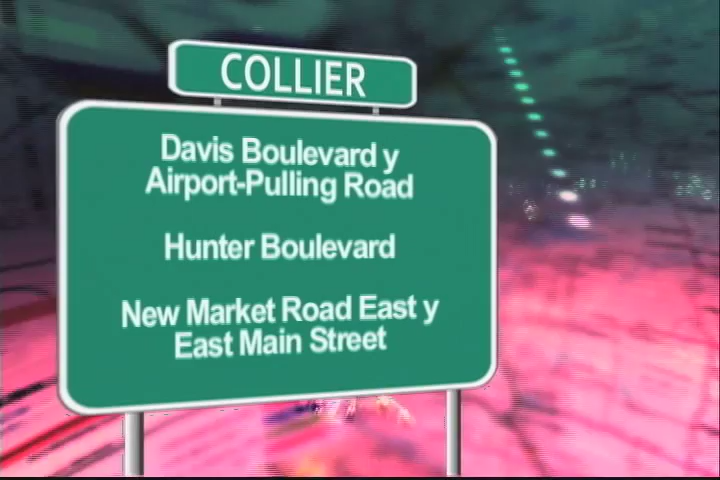 COLLIER
Davis Boulevard y
Airport-Pulling Road
Hunter Boulevard
New Market Road East y
East Main Street